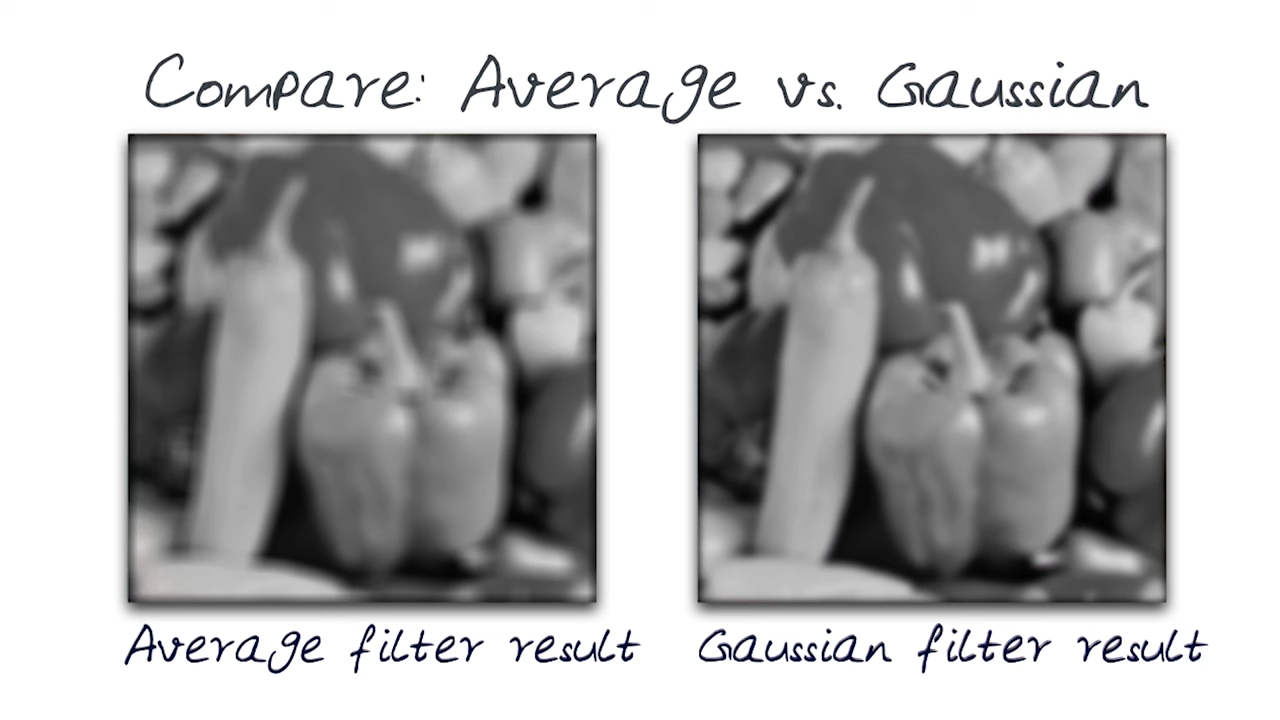 Compare: Average vs. Gaussian
Average filter result
Gaussian filter result